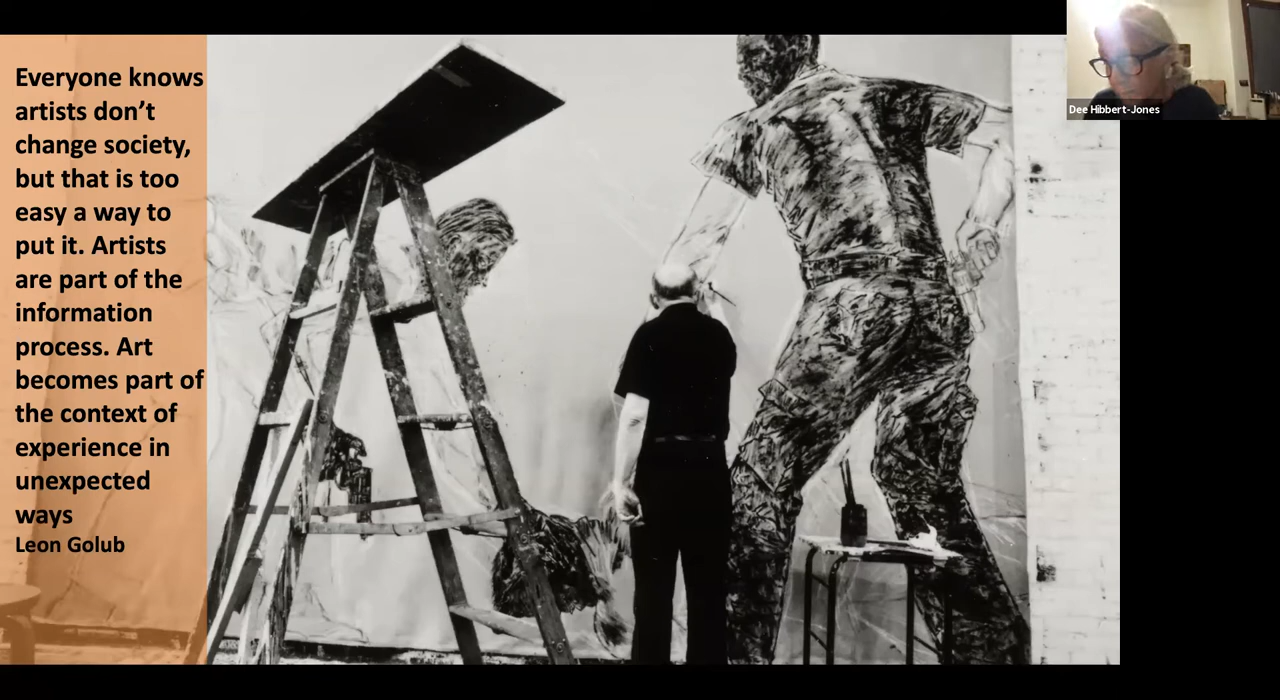 Everyone knows
artists don’t
change society,
but that is too
easy a way to
put it. Artists
are part of the
information
process. Art
becomes part of
the context of
experience in
unexpected
ways
Leon Golub
Dee Hibbert-Jones